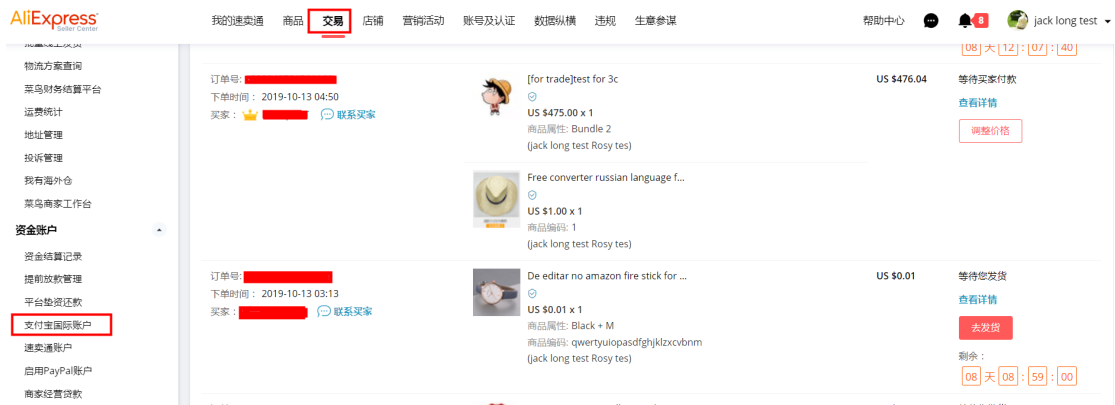 AliExpress
Seller Center
我的速卖通 商品 交易 店铺 营销活动 账号及认证 数据纵横 违规 生意参谋 帮助中心 8 jack long test
08 天 12 : 07 : 40
物流方案查询
菜鸟财务结算平台
运费统计
地址管理
投诉管理
我有海外仓
菜鸟商家工作台
资金账户
资金结算记录
提前放款管理
平台垫资还款
支付宝国际账户
速卖通账户
启用PayPal账户
商家经营贷款
订单号:
下单时间： 2019-10-13 04:50
买家： 联系买家
[for trade]test for 3c
US $475.00 x 1
商品属性: Bundle 2
(jack long test Rosy tes)
US $476.04
等待买家付款
查看详情
调整价格
Free converter russian language f...
US $1.00 x 1
商品编码: 1
(jack long test Rosy tes)
订单号:
下单时间： 2019-10-13 03:13
买家： 联系买家
De editar no amazon fire stick for ...
US $0.01 x 1
商品属性: Black + M
商品编码: qwertyuiopasdfghjklzxcvbnm
(jack long test Rosy tes)
US $0.01
等待您发货
查看详情
去发货
剩余：
08 天 08 : 59 : 00